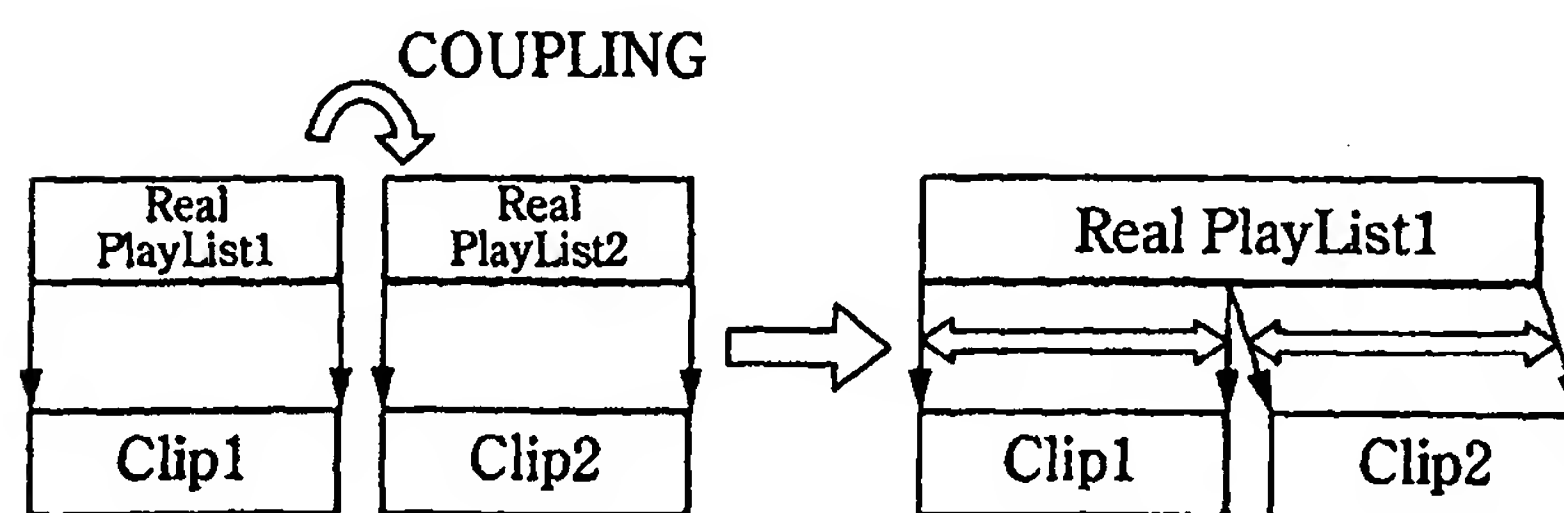 COUPLING
Real
PlayList1
Real
PlayList2
Real PlayList1
Clip1
Clip2
Clip1
Clip2